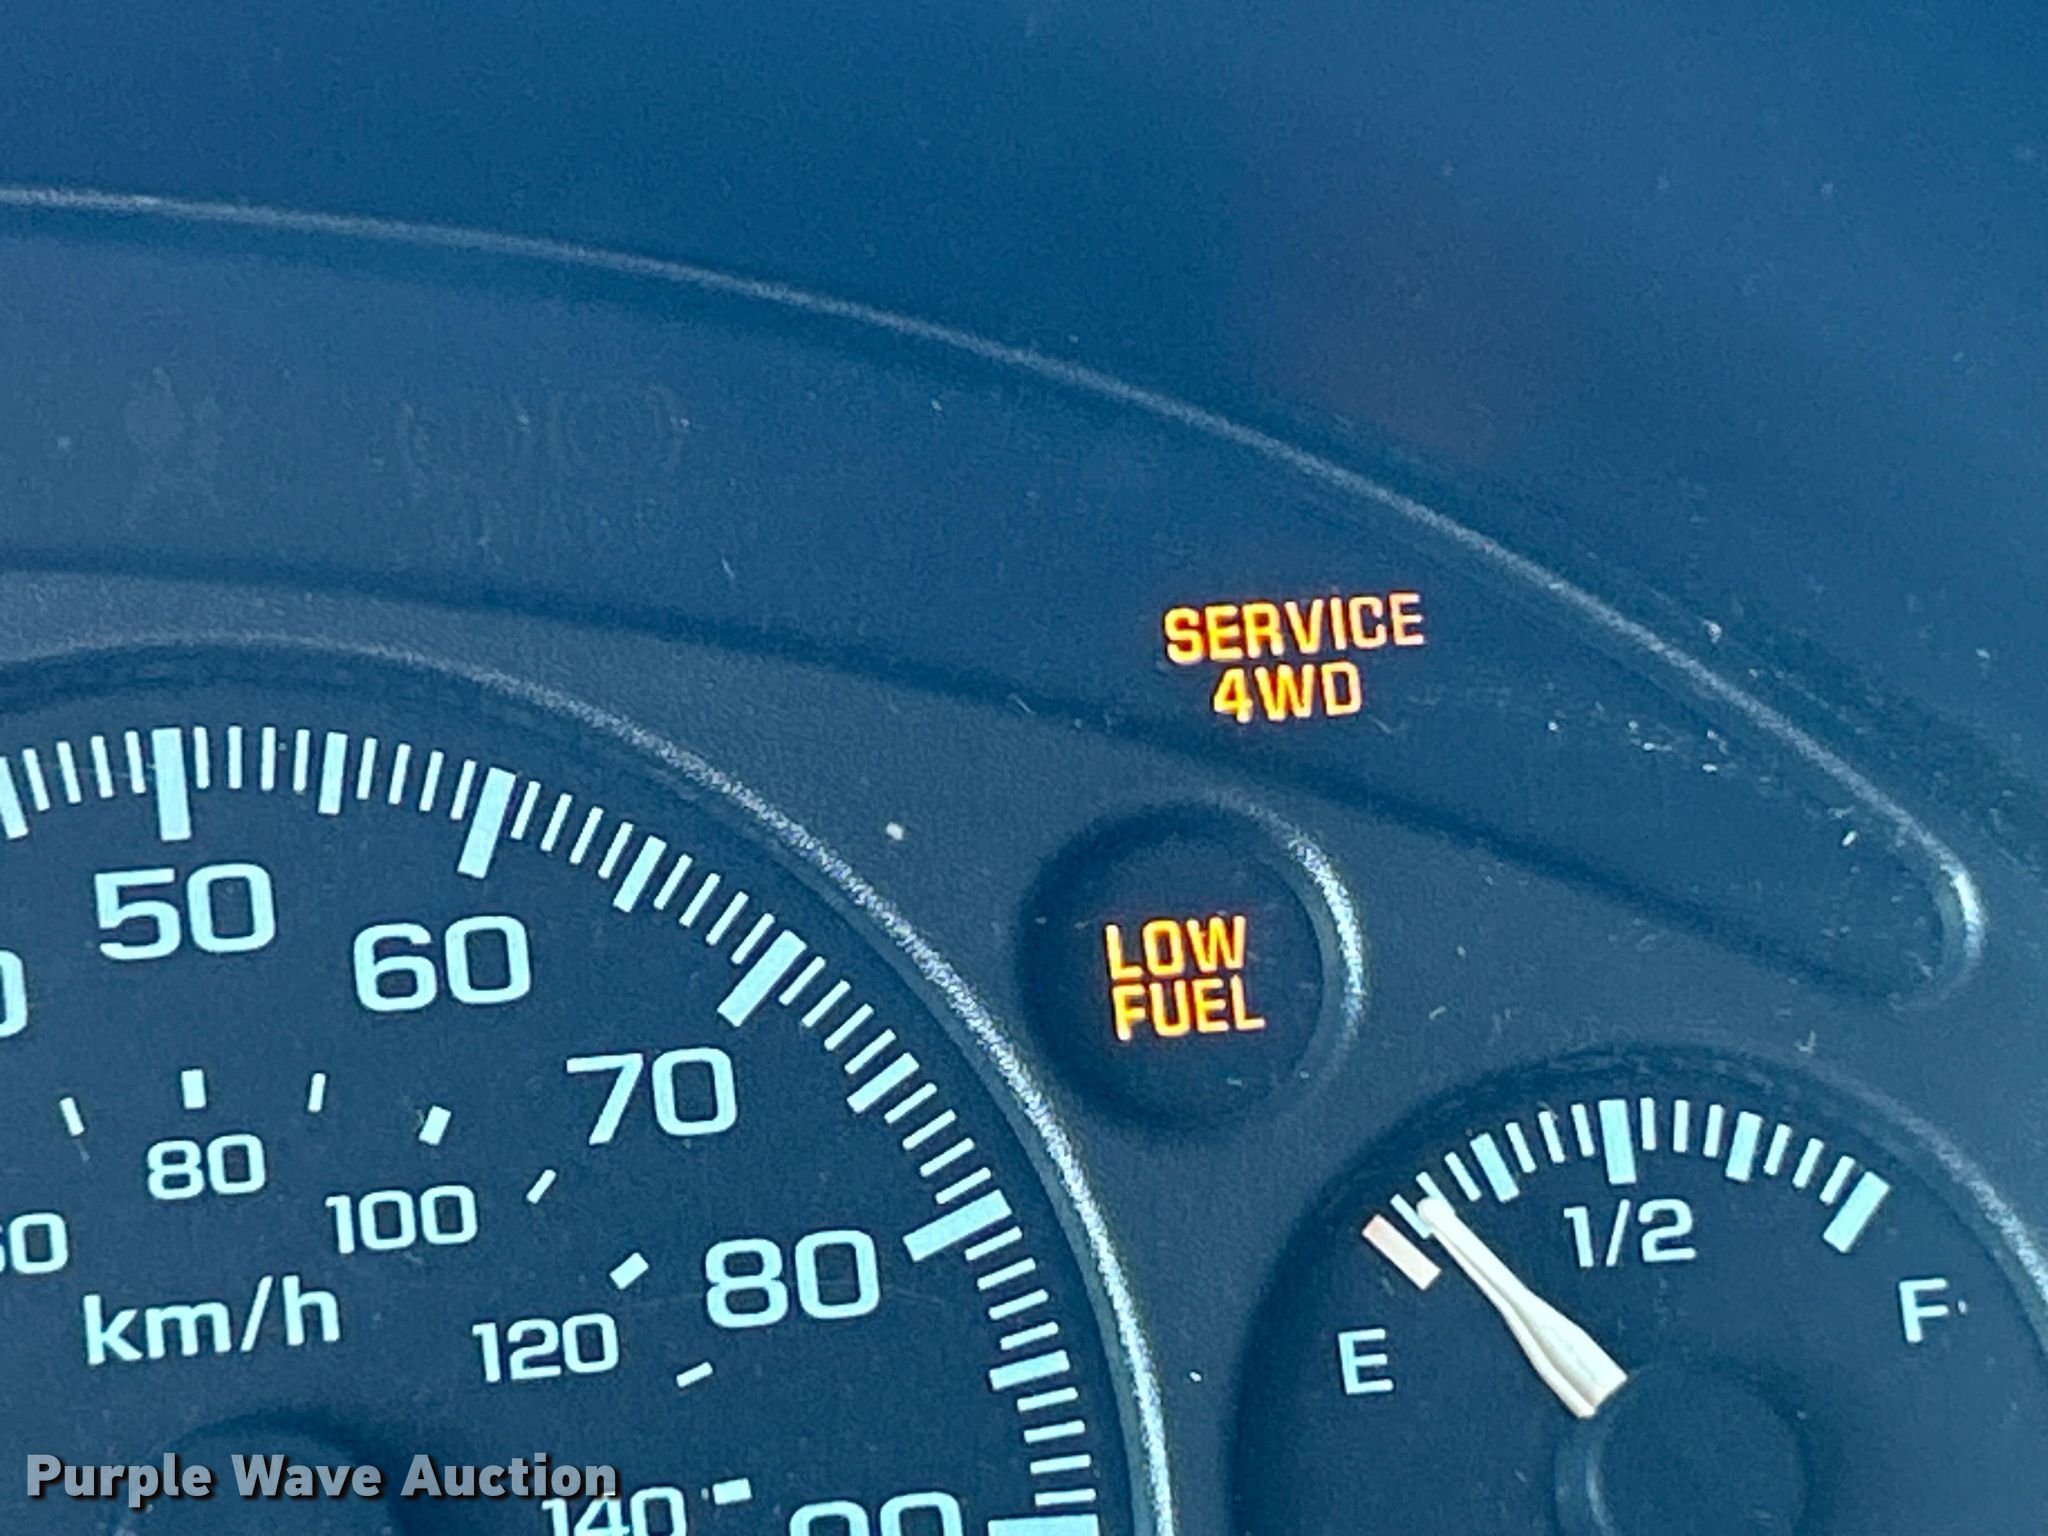 SERVICE
4WD
LOW
FUEL
50
60
70
80
80
100
120
km/h
140
1/2
E
F
Purple Wave Auction